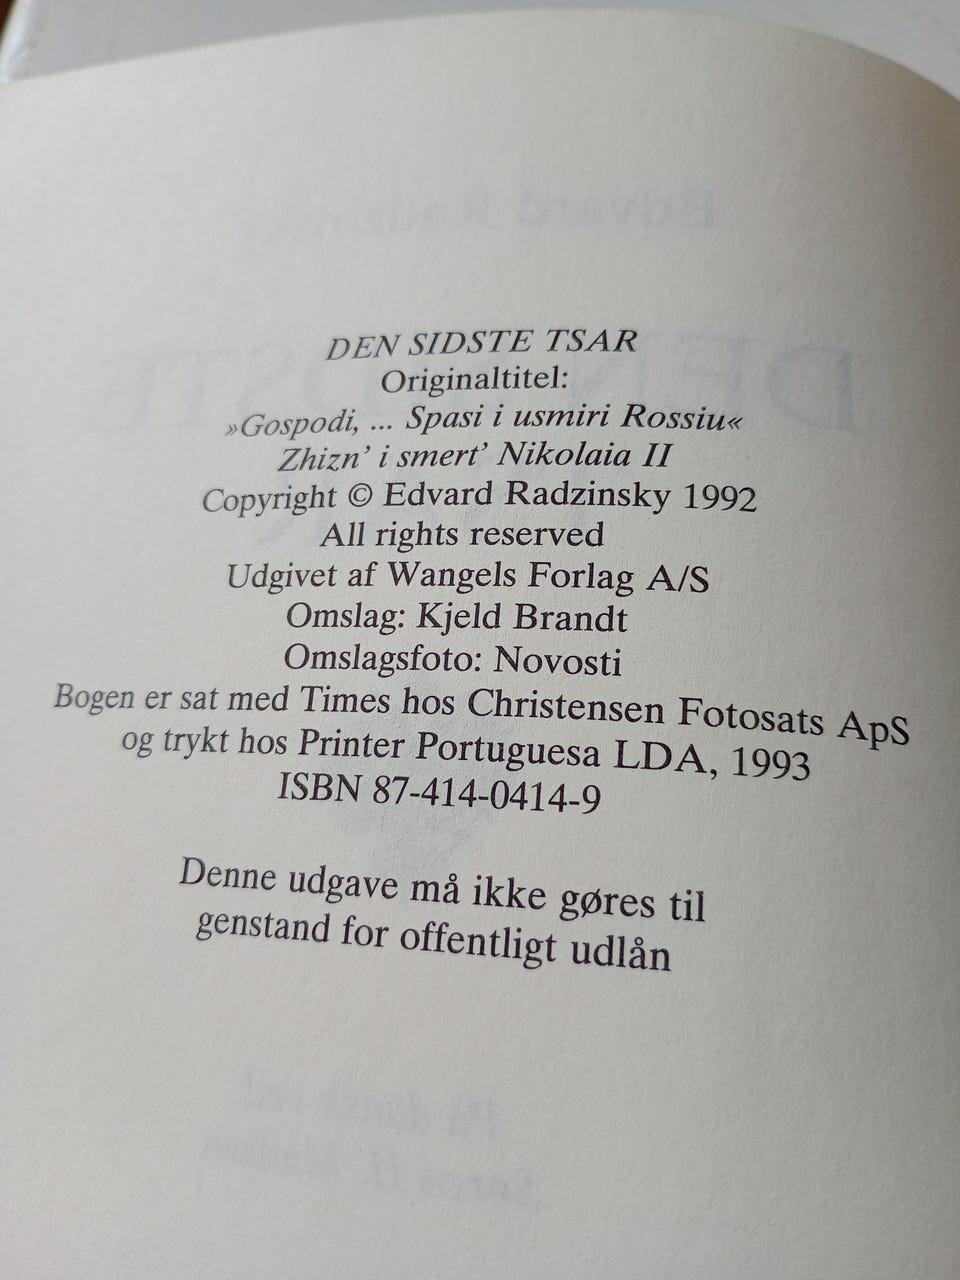 DEN SIDSTE TSAR
Originaltitel:
»Gospodi, ... Spasi i usmiri Rossiu«
Zhizn' i smert' Nikolaia II
Copyright © Edvard Radzinsky 1992
All rights reserved
Udgivet af Wangels Forlag A/S
Omslag: Kjeld Brandt
Omslagsfoto: Novosti
Bogen er sat med Times hos Christensen Fotosats ApS
og trykt hos Printer Portuguesa LDA, 1993
ISBN 87-414-0414-9
Denne udgave må ikke gøres til
genstand for offentligt udlån